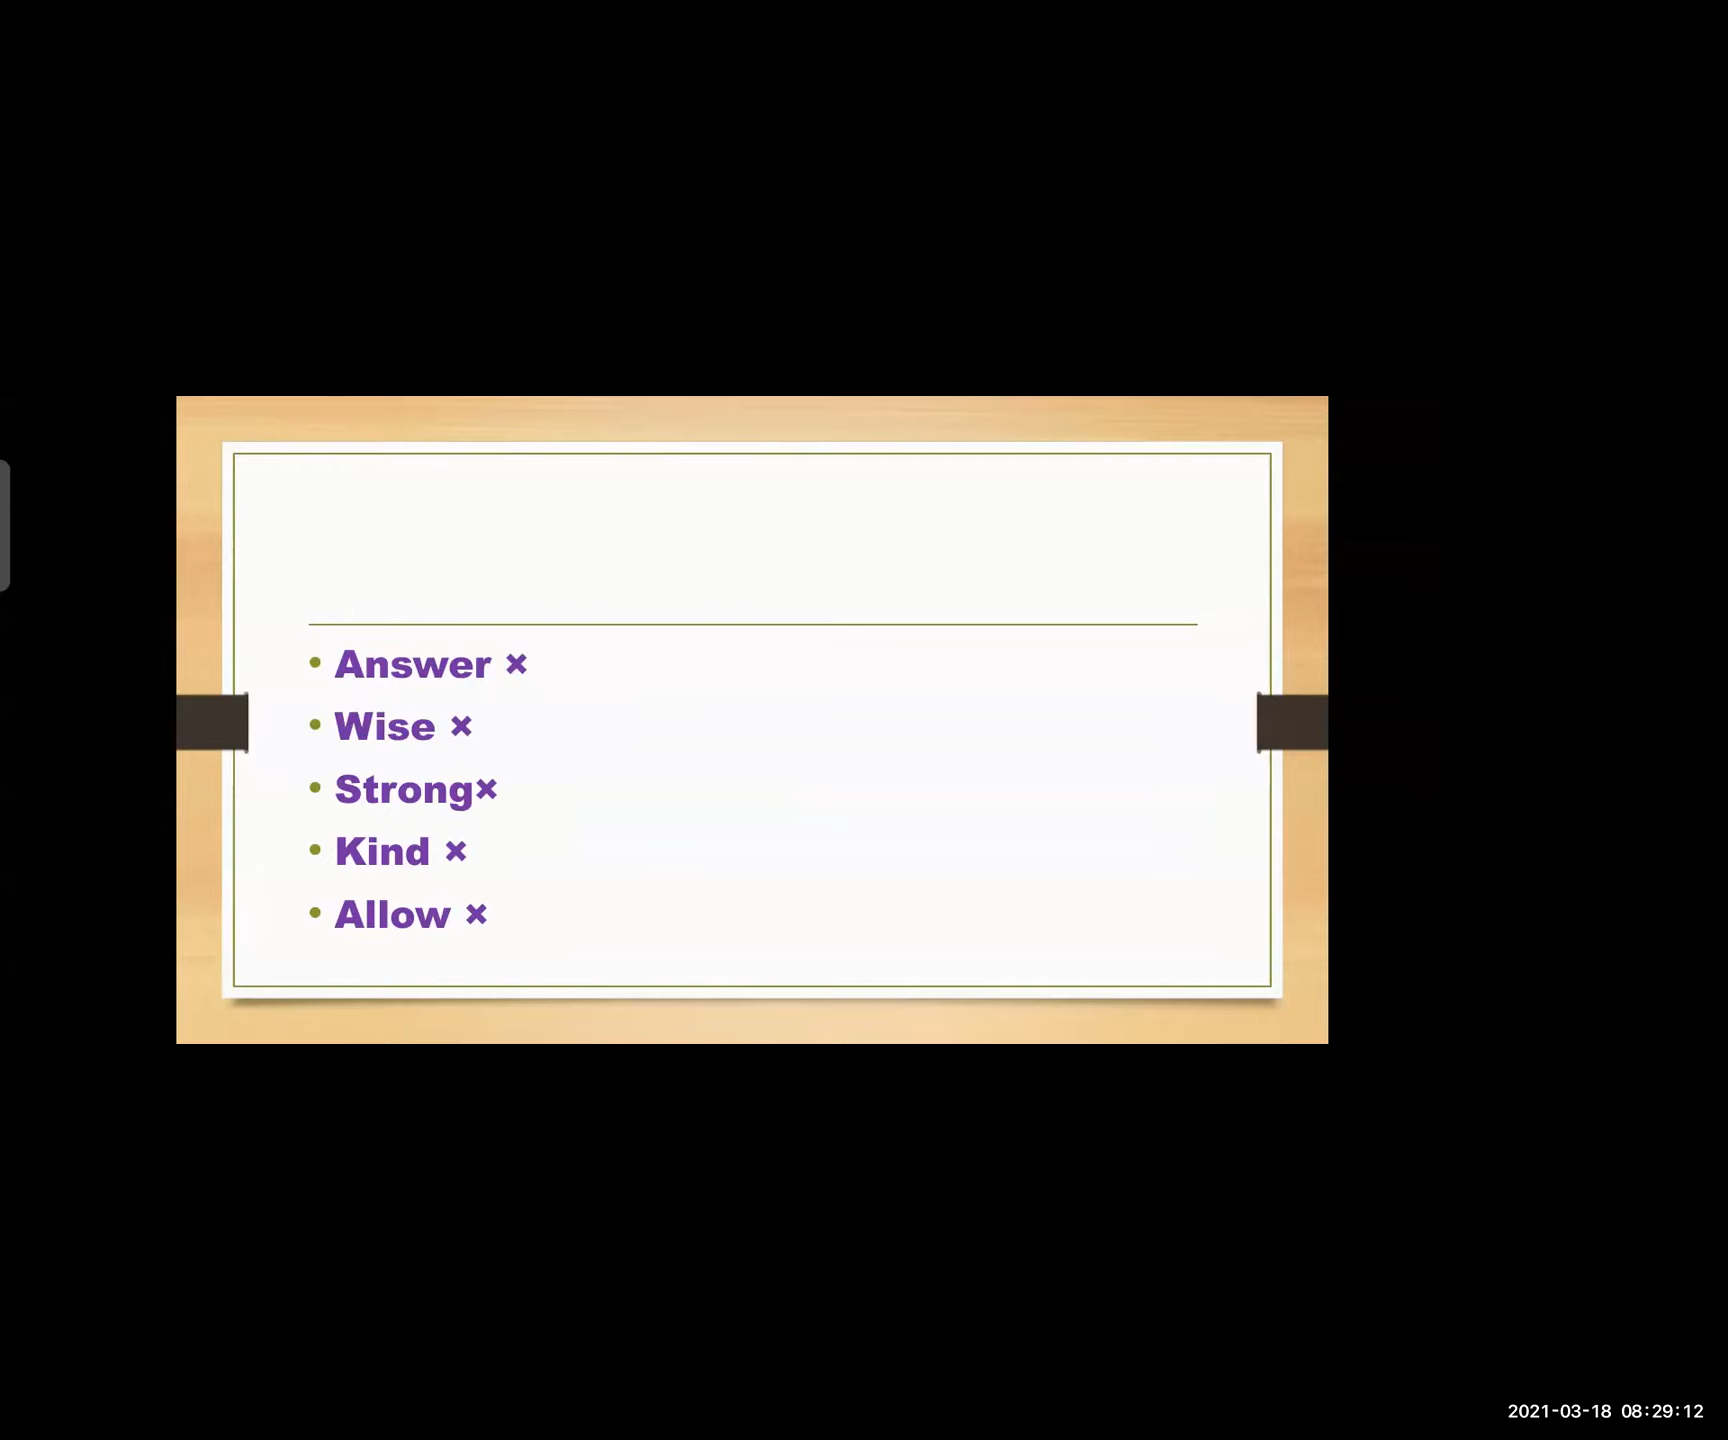 • Answer ×
• Wise ×
• Strong×
• Kind ×
• Allow ×
2021-03-18 08:29:12